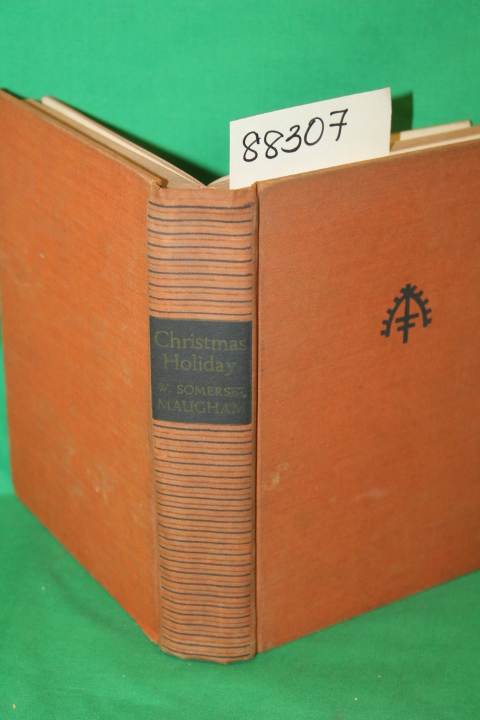 88307
Christmas
Holiday
W. SOMERSET
MAUGHAM